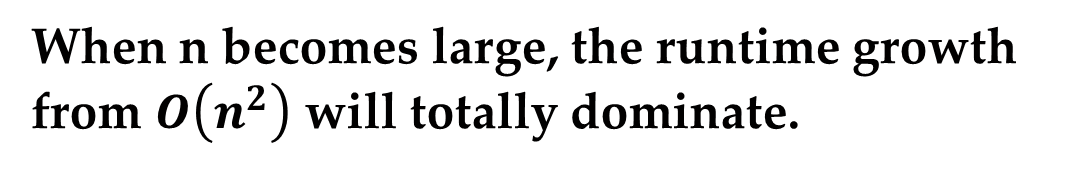 When n becomes large, the runtime growth
from O(n²) will totally dominate.